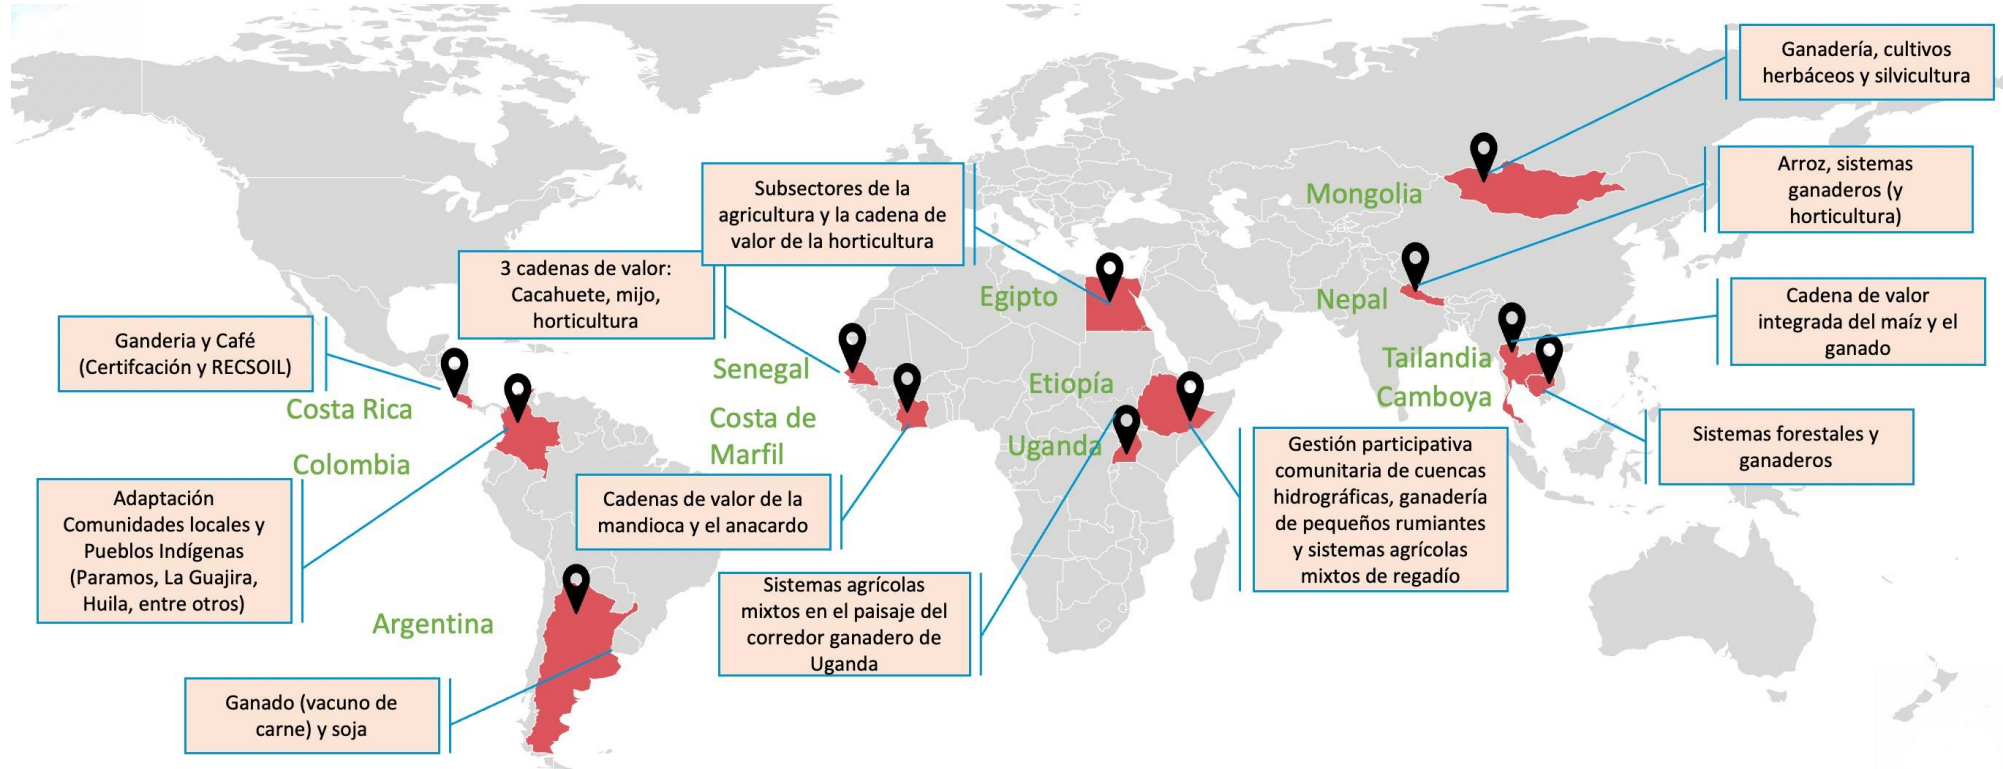 Ganadería, cultivos
herbáceos y silvicultura
Arroz, sistemas
ganaderos (y
horticultura)
Mongolia
Subsectores de la
agricultura y la cadena de
valor de la horticultura
3 cadenas de valor:
Cacahuete, mijo,
horticultura
Egipto
Nepal
Cadena de valor
integrada del maíz y el
ganado
Ganderia y Café
(Certifcación y RECSOIL)
Senegal
Etiopía
Tailandia
Camboya
Costa Rica
Costa de
Marfil
Uganda
Colombia
Sistemas forestales y
ganaderos
Gestión participativa
comunitaria de cuencas
hidrográficas, ganadería
de pequeños rumiantes
y sistemas agrícolas
mixtos de regadío
Cadenas de valor de la
mandioca y el anacardo
Adaptación
Comunidades locales y
Pueblos Indígenas
(Paramos, La Guajira,
Huila, entre otros)
Sistemas agrícolas
mixtos en el paisaje del
corredor ganadero de
Uganda
Argentina
Ganado (vacuno de
carne) y soja